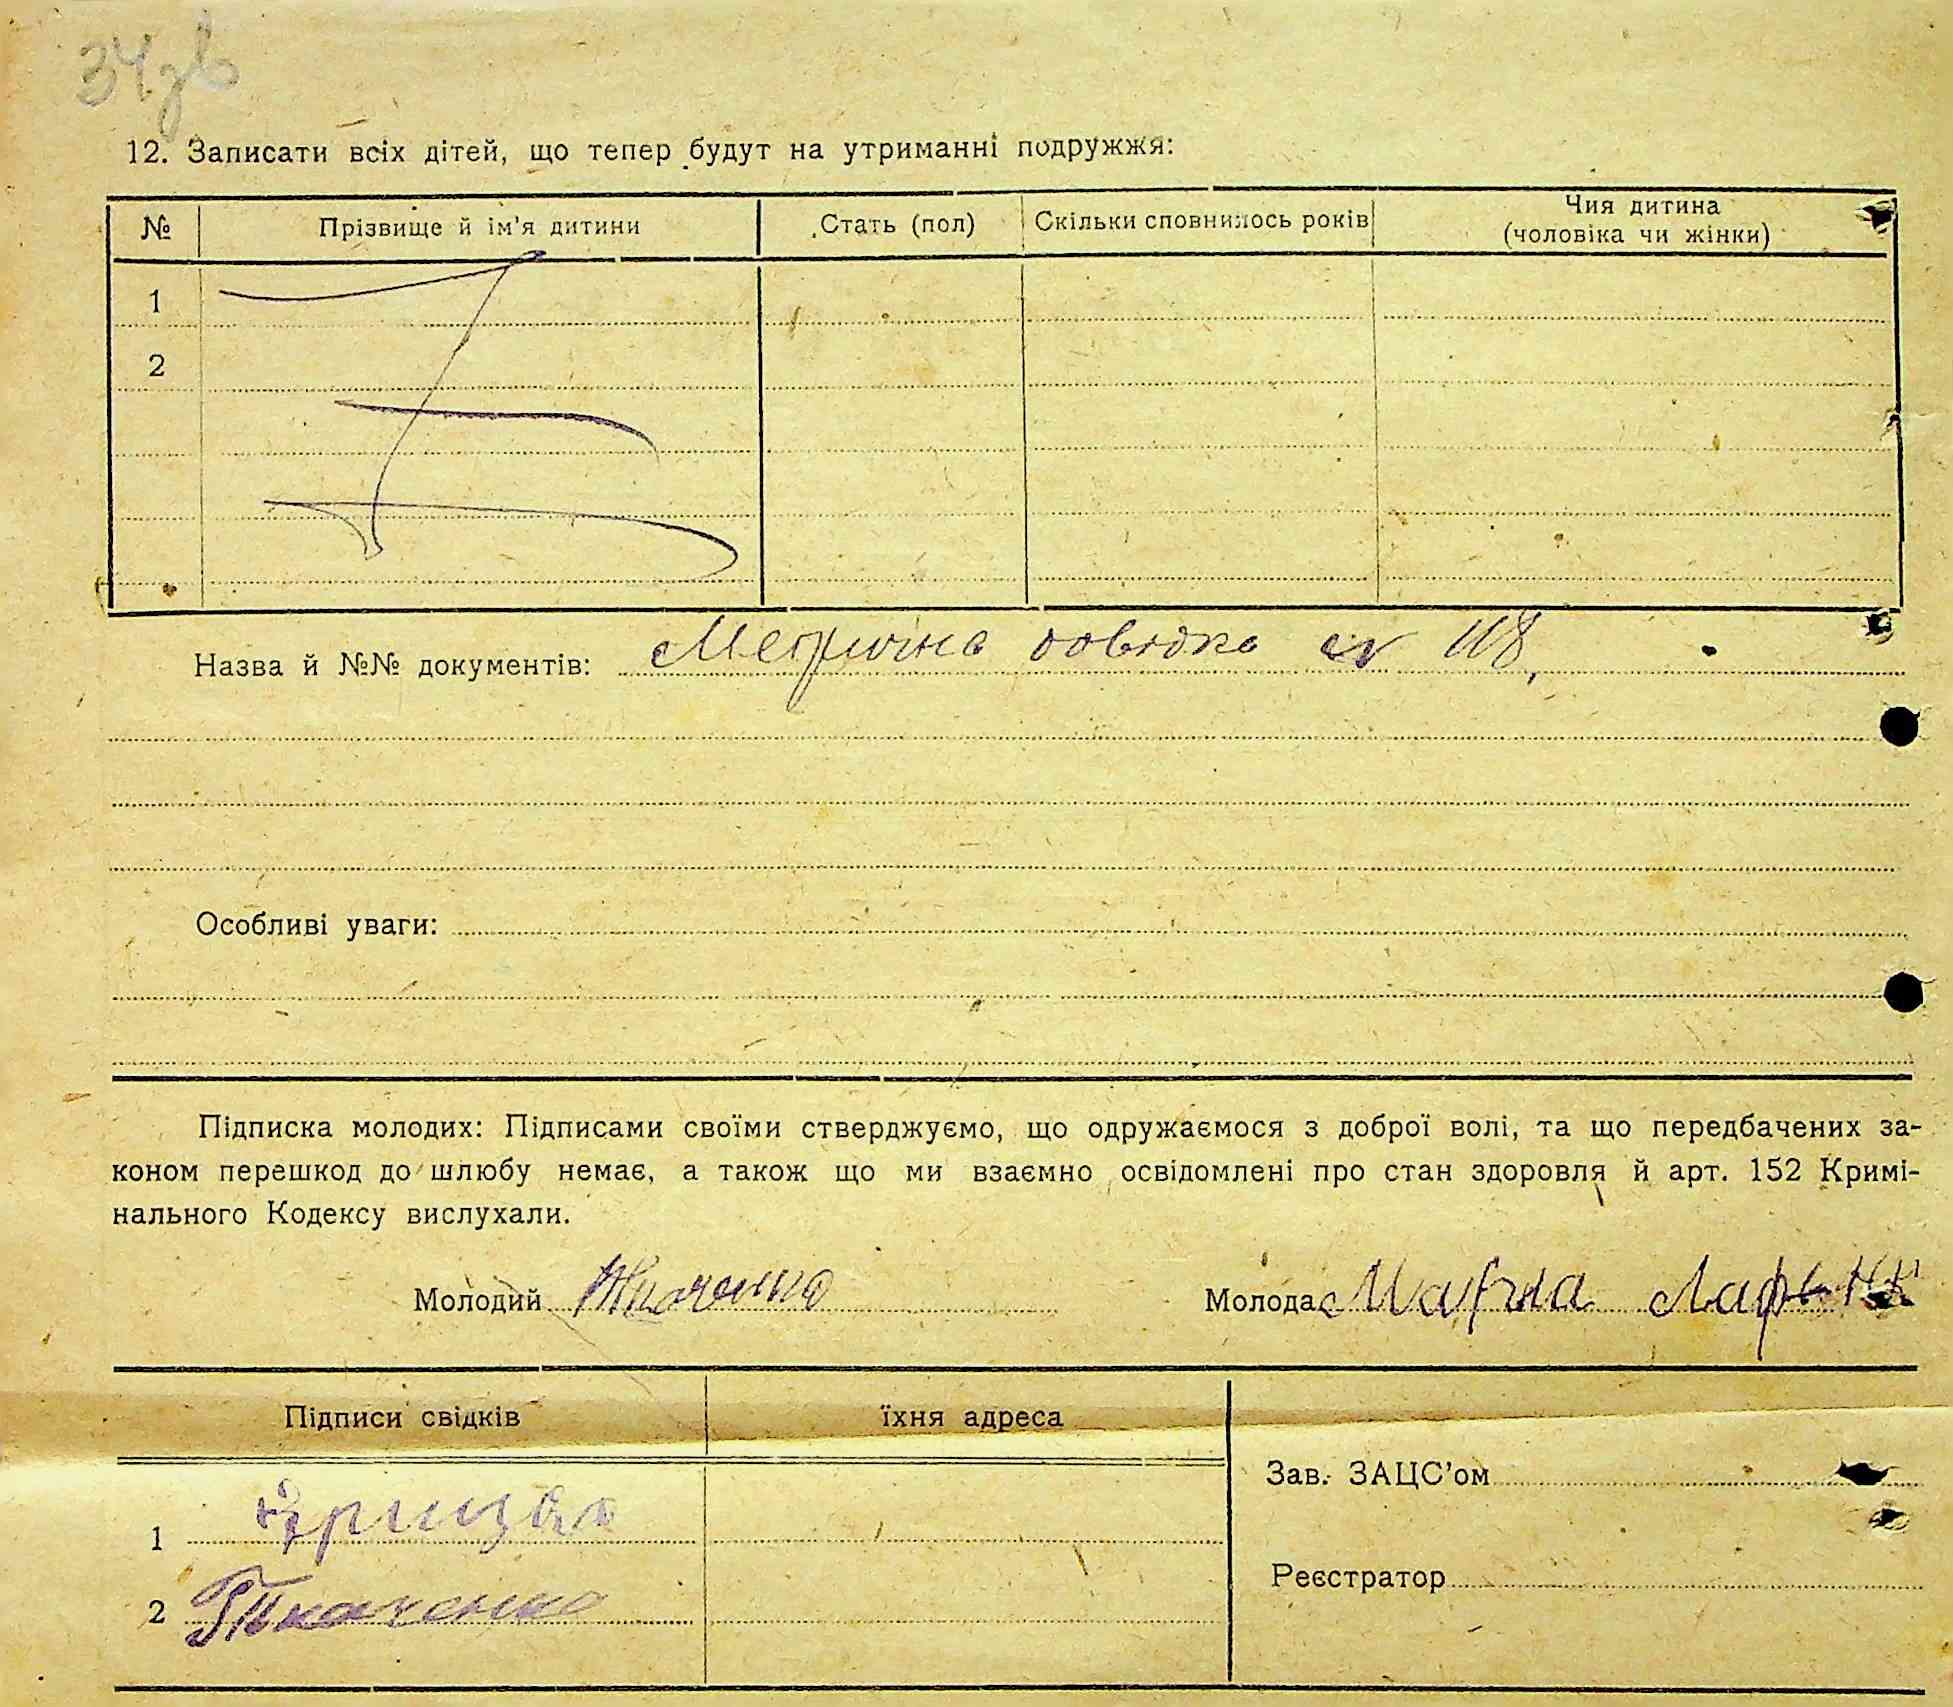 34зв
12. Записати всіх дітей, що тепер будут на утриманні подружжя:
№ Прізвище й ім'я дитини Стать (пол) Скільки сповнилось років Чия дитина (чоловіка чи жінки)
1
2
Назва й №№ документів: Метрична довідка № 118,
Особливі уваги:
Підписка молодих: Підписами своїми стверджуємо, що одружаємося з доброї волі, та що передбачених за-
коном перешкод до шлюбу немає, а також що ми взаємно освідомлені про стан здоровля й арт. 152 Кримі-
нального Кодексу вислухали.
Молодий Ткаченко Молода
Підписи свідків їхня адреса
Зав. ЗАЦС'ом
1
Реєстратор
2 Ткаченко